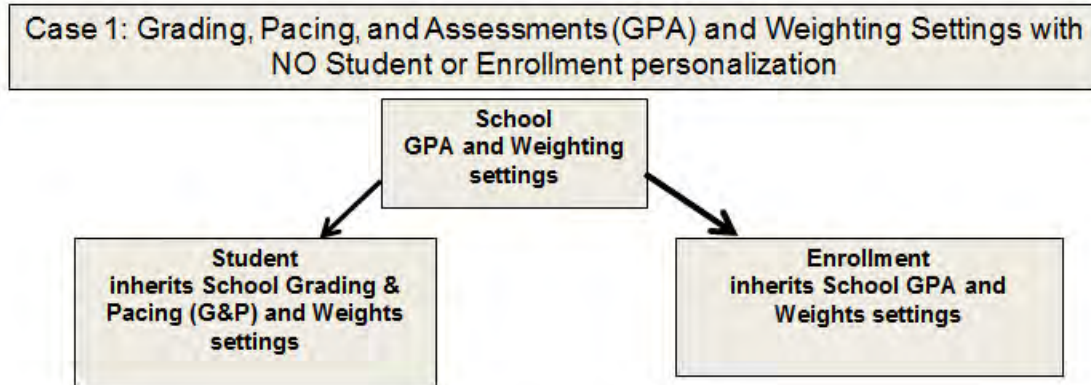 Case 1: Grading, Pacing, and Assessments (GPA) and Weighting Settings with
NO Student or Enrollment personalization
School
GPA and Weighting
settings
Student
inherits School Grading &
Pacing (G&P) and Weights
settings
Enrollment
inherits School GPA and
Weights settings